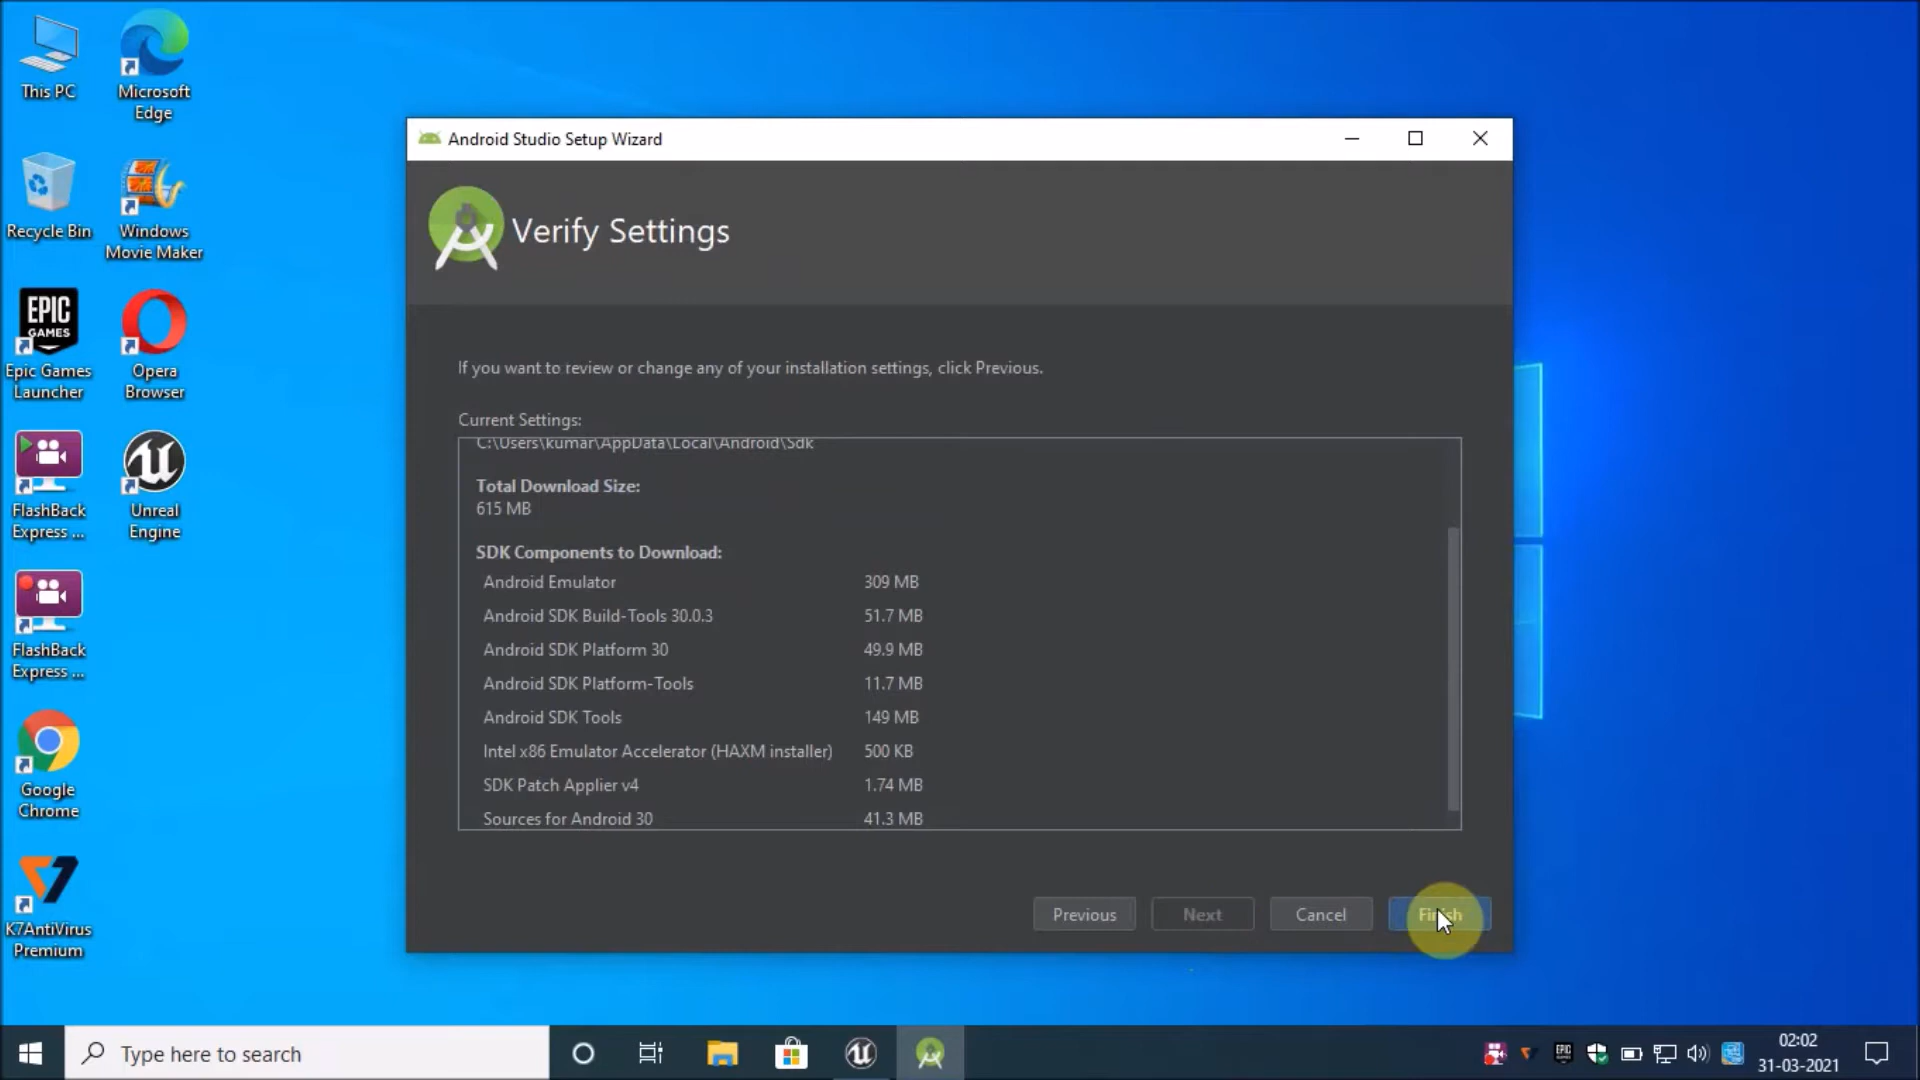 This PC
Microsoft
Edge
Recycle Bin
Windows
Movie Maker
EPIC
GAMES
Epic Games
Launcher
Opera
Browser
FlashBack
Express ...
Unreal
Engine
FlashBack
Express ...
Google
Chrome
K7AntiVirus
Premium
Android Studio Setup Wizard
Verify Settings
If you want to review or change any of your installation settings, click Previous.
Current Settings:
C:\Users\kumar\AppData\Local\Android\Sdk
Total Download Size:
615 MB
SDK Components to Download:
Android Emulator 309 MB
Android SDK Build-Tools 30.0.3 51.7 MB
Android SDK Platform 30 49.9 MB
Android SDK Platform-Tools 11.7 MB
Android SDK Tools 149 MB
Intel x86 Emulator Accelerator (HAXM installer) 500 KB
SDK Patch Applier v4 1.74 MB
Sources for Android 30 41.3 MB
Previous Next Cancel Finish
Type here to search
EPIC
02:02
31-03-2021